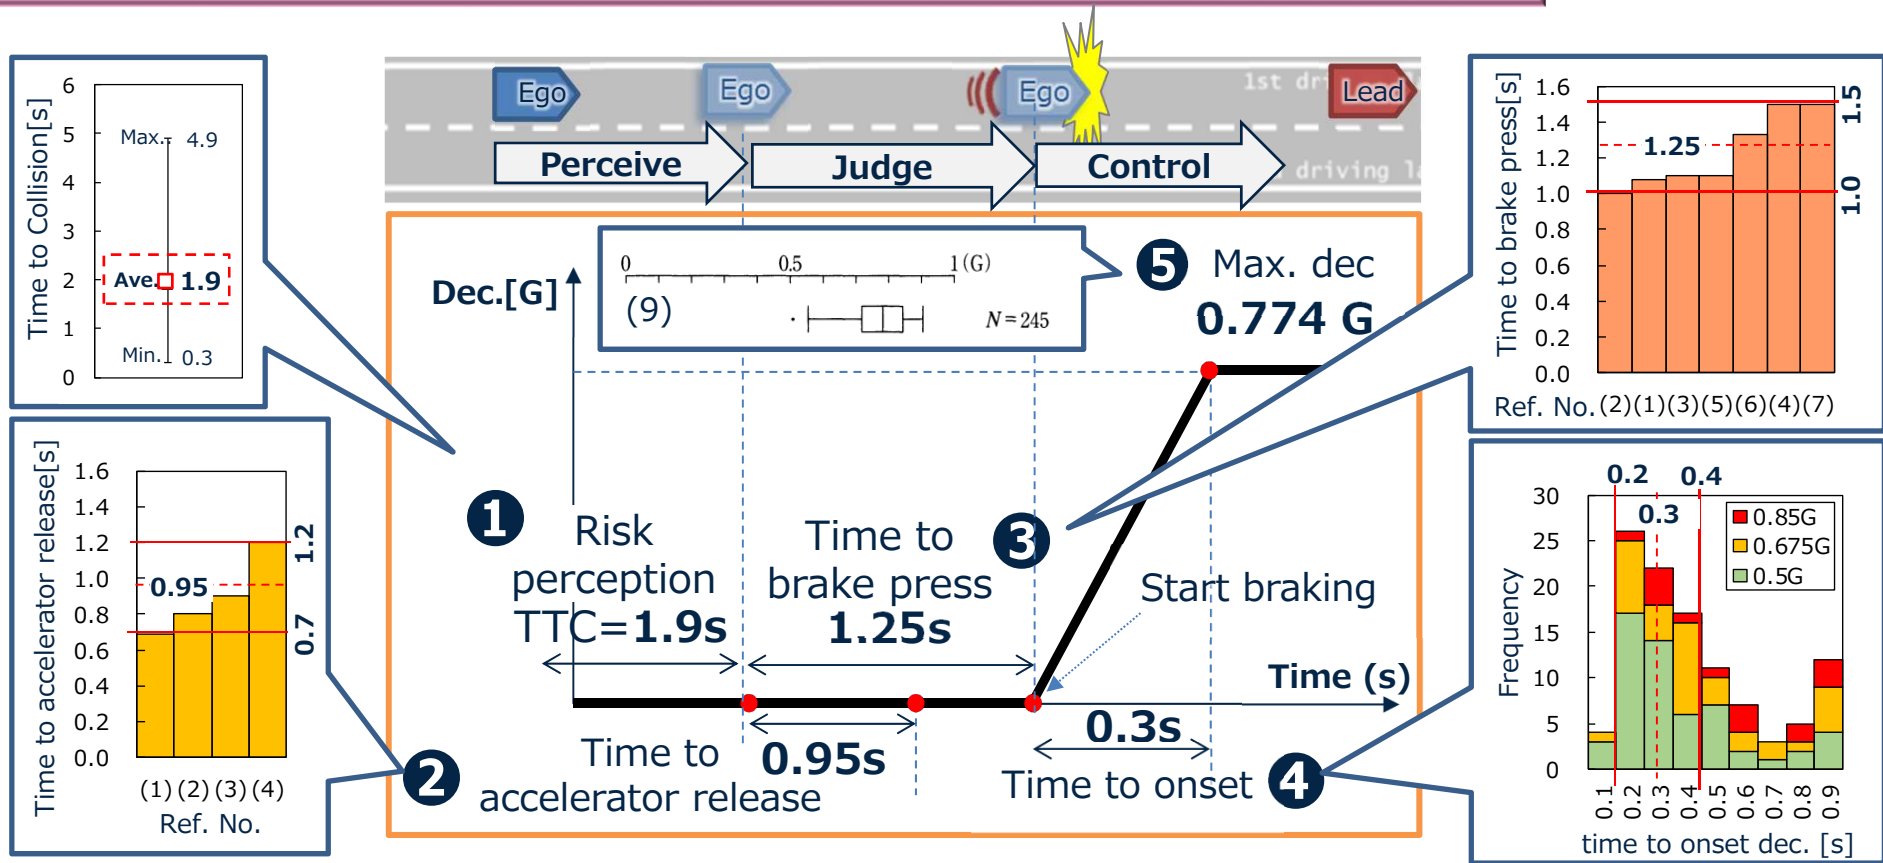 Time to Collision[s]
6
5
4
3
2
1
0
Max. 4.9
Ave. 1.9
Min. 0.3
Ego
Ego
Ego
1st dri
Lead
Perceive
Judge
Control
driving la
Time to brake press[s]
1.6
1.4
1.2
1.0
0.8
0.6
0.4
0.2
0.0
1.25
1.5
1.0
Ref. No. (2)(1)(3)(5)(6)(4)(7)
Dec.[G]
0 0.5 1 (G)
(9) N=245
5 Max. dec
0.774 G
1 Risk
perception
TTC=1.9s
Time to
brake press
1.25s
3
Start braking
Time (s)
2 Time to
accelerator release
0.95s
0.3s
Time to onset 4
Time to accelerator release[s]
1.6
1.4
1.2
1.0
0.8
0.6
0.4
0.2
0.0
0.95
1.2
0.7
(1) (2) (3) (4)
Ref. No.
0.2 0.4
0.3
Frequency
30
25
20
15
10
5
0
0.85G
0.675G
0.5G
0.1 0.2 0.3 0.4 0.5 0.6 0.7 0.8 0.9
time to onset dec. [s]